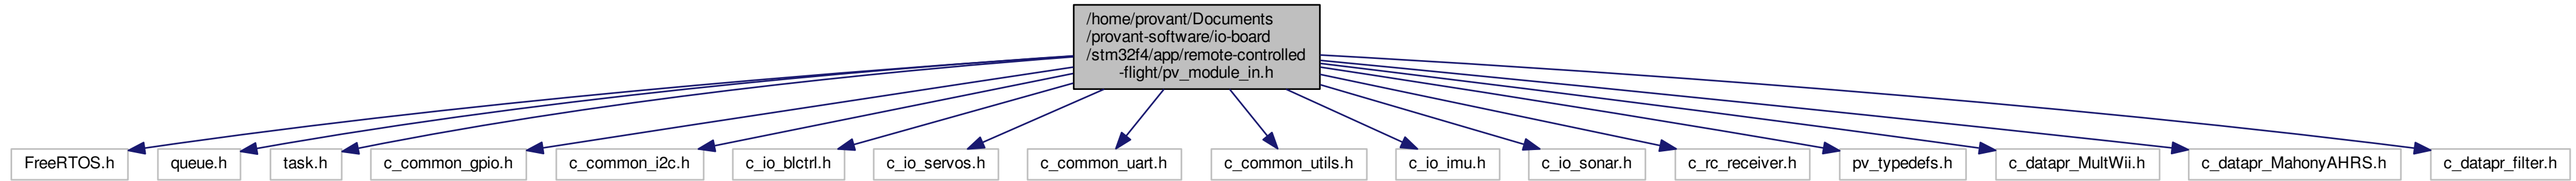 /home/provant/Documents
/provant-software/io-board
/stm32f4/app/remote-controlled
-flight/pv_module_in.h
FreeRTOS.h
queue.h
task.h
c_common_gpio.h
c_common_i2c.h
c_io_blctrl.h
c_io_servos.h
c_common_uart.h
c_common_utils.h
c_io_imu.h
c_io_sonar.h
c_rc_receiver.h
pv_typedefs.h
c_datapr_MultWii.h
c_datapr_MahonyAHRS.h
c_datapr_filter.h